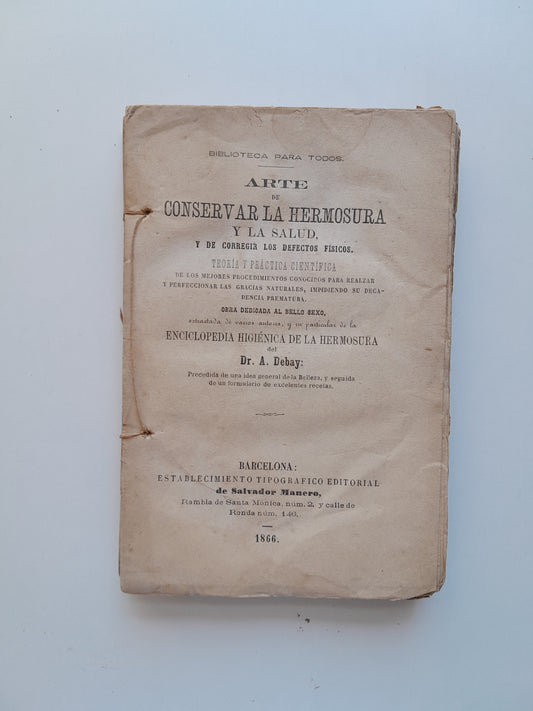 BIBLIOTECA PARA TODOS.
ARTE
DE
CONSERVAR LA HERMOSURA
Y LA SALUD,
Y DE CORREGIR LOS DEFECTOS FÍSICOS.
TEORÍA Y PRÁCTICA CIENTÍFICA
DE LOS MEJORES PROCEDIMIENTOS CONOCIDOS PARA REALZAR
Y PERFECCIONAR LAS GRACIAS NATURALES, IMPIDIENDO SU DECA-
DENCIA PREMATURA.
OBRA DEDICADA AL BELLO SEXO,
estractada de varios autores, y en particular de la
ENCICLOPEDIA HIGIÉNICA DE LA HERMOSURA
del
Dr. A. Debay:
Precedida de una idea general de la Belleza, y seguida
de un formulario de excelentes recetas.
BARCELONA:
ESTABLECIMIENTO TIPOGRAFICO EDITORIAL
de Salvador Manero,
Rambla de Santa Mónica, núm. 2, y calle de
Ronda núm. 146.
1866.